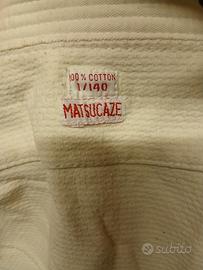 100% COTTON
1/140
MATSUCAZE
subito